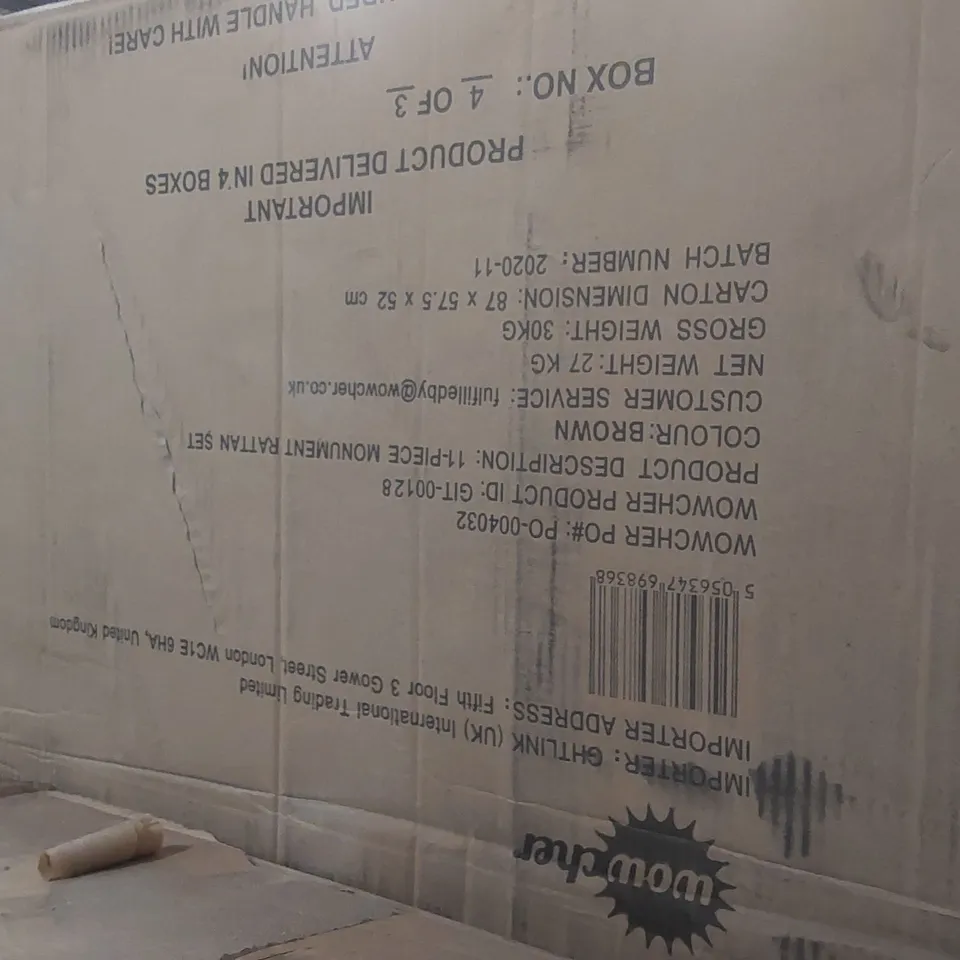 wowcher
IMPORTER: GHTLINK (UK) International Trading Limited
IMPORTER ADDRESS: Fifth Floor 3 Gower Street, London WC1E 6HA, United Kingdom
5 056347 698368
WOWCHER PO#: PO-004032
WOWCHER PRODUCT ID: GIT-00128
PRODUCT DESCRIPTION: 11-PIECE MONUMENT RATTAN SET
COLOUR: BROWN
CUSTOMER SERVICE: fulfilledby@wowcher.co.uk
NET WEIGHT: 27 KG
GROSS WEIGHT: 30KG
CARTON DIMENSION: 87 x 57.5 x 52 cm
BATCH NUMBER: 2020-11
IMPORTANT
PRODUCT DELIVERED IN 4 BOXES
BOX NO.: 4 OF 3
ATTENTION!
HANDLE WITH CARE!